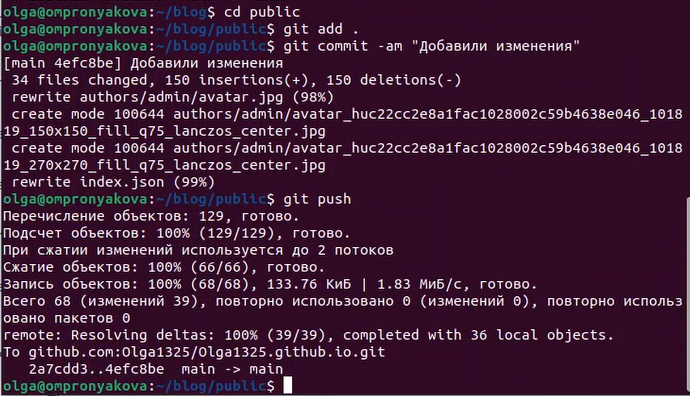 olga@ompronyakova:~/blog$ cd public
olga@ompronyakova:~/blog/public$ git add .
olga@ompronyakova:~/blog/public$ git commit -am "Добавили изменения"
[main 4efc8be] Добавили изменения
 34 files changed, 150 insertions(+), 150 deletions(-)
 rewrite authors/admin/avatar.jpg (98%)
 create mode 100644 authors/admin/avatar_huc22cc2e8a1fac1028002c59b4638e046_1018
19_150x150_fill_q75_lanczos_center.jpg
 create mode 100644 authors/admin/avatar_huc22cc2e8a1fac1028002c59b4638e046_1018
19_270x270_fill_q75_lanczos_center.jpg
 rewrite index.json (99%)
olga@ompronyakova:~/blog/public$ git push
Перечисление объектов: 129, готово.
Подсчет объектов: 100% (129/129), готово.
При сжатии изменений используется до 2 потоков
Сжатие объектов: 100% (66/66), готово.
Запись объектов: 100% (68/68), 133.76 КиБ | 1.83 МиБ/с, готово.
Всего 68 (изменений 39), повторно использовано 0 (изменений 0), повторно использ
овано пакетов 0
remote: Resolving deltas: 100% (39/39), completed with 36 local objects.
To github.com:Olga1325/Olga1325.github.io.git
   2a7cdd3..4efc8be  main -> main
olga@ompronyakova:~/blog/public$